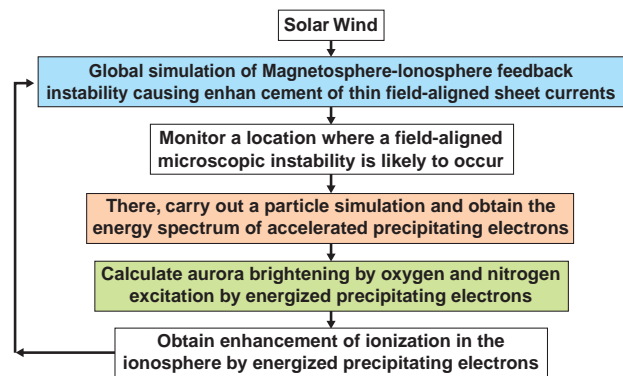 Solar Wind
Global simulation of Magnetosphere-Ionosphere feedback
instability causing enhan cement of thin field-aligned sheet currents
Monitor a location where a field-aligned
microscopic instability is likely to occur
There, carry out a particle simulation and obtain the
energy spectrum of accelerated precipitating electrons
Calculate aurora brightening by oxygen and nitrogen
excitation by energized precipitating electrons
Obtain enhancement of ionization in the
ionosphere by energized precipitating electrons